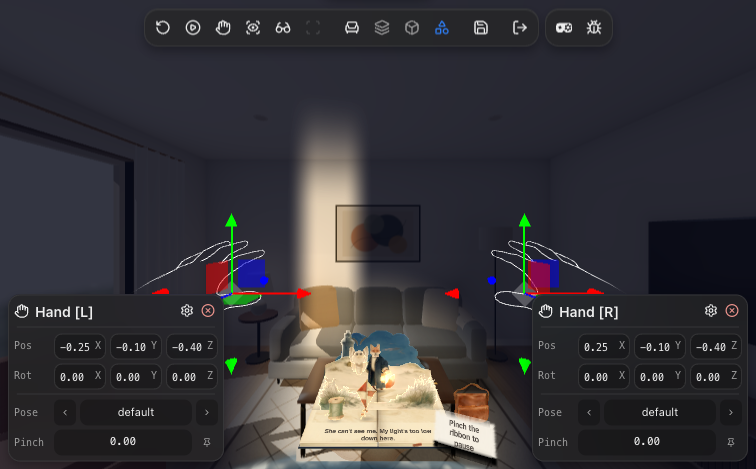 Hand [L]
Pos -0.25 X -0.10 Y -0.40 Z
Rot 0.00 X 0.00 Y 0.00 Z
Pose < default >
Pinch 0.00
She can't see me. My light's too low
down here.
Pinch the
ribbon to
pause
Hand [R]
Pos 0.25 X -0.10 Y -0.40 Z
Rot 0.00 X 0.00 Y 0.00 Z
Pose < default >
Pinch 0.00